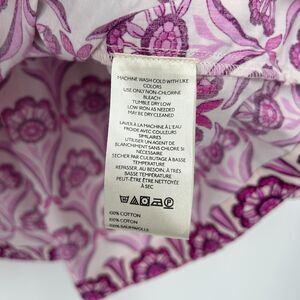 MACHINE WASH COLD WITH LIKE
COLORS
USE ONLY NON-CHLORINE
BLEACH
TUMBLE DRY LOW
LOW IRON AS NEEDED
MAY BE DRY CLEANED
LAVER À LA MACHINE À L'EAU
FROIDE AVEC COULEURS
SIMILAIRES
UTILISER UN AGENT DE
BLANCHIMENT SANS CHLORE SI
NÉCESSAIRE
SÉCHER PAR CULBUTAGE À BASSE
TEMPÉRATURE
REPASSER, AU BESOIN, À TRÈS
BASSE TEMPÉRATURE
PEUT-ÊTRE ÊTRE NETTOYÉE
À SEC
100% COTTON
100% COTON
100% BAUMWOLLE